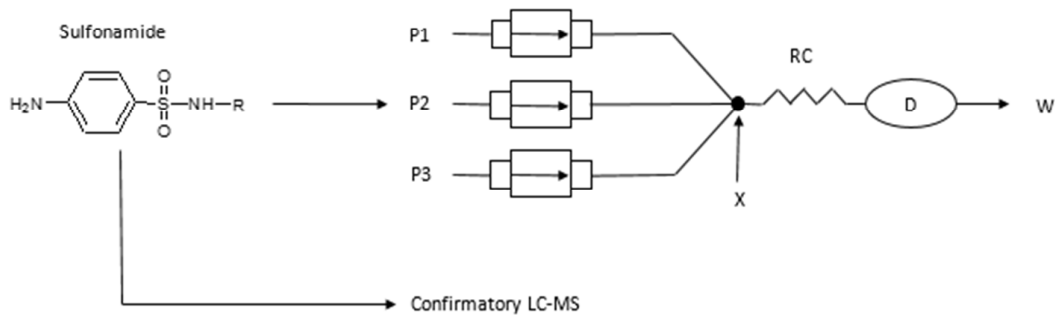 Sulfonamide
H2N
O
S
O
NH
R
P1
P2
P3
RC
D
W
X
Confirmatory LC-MS